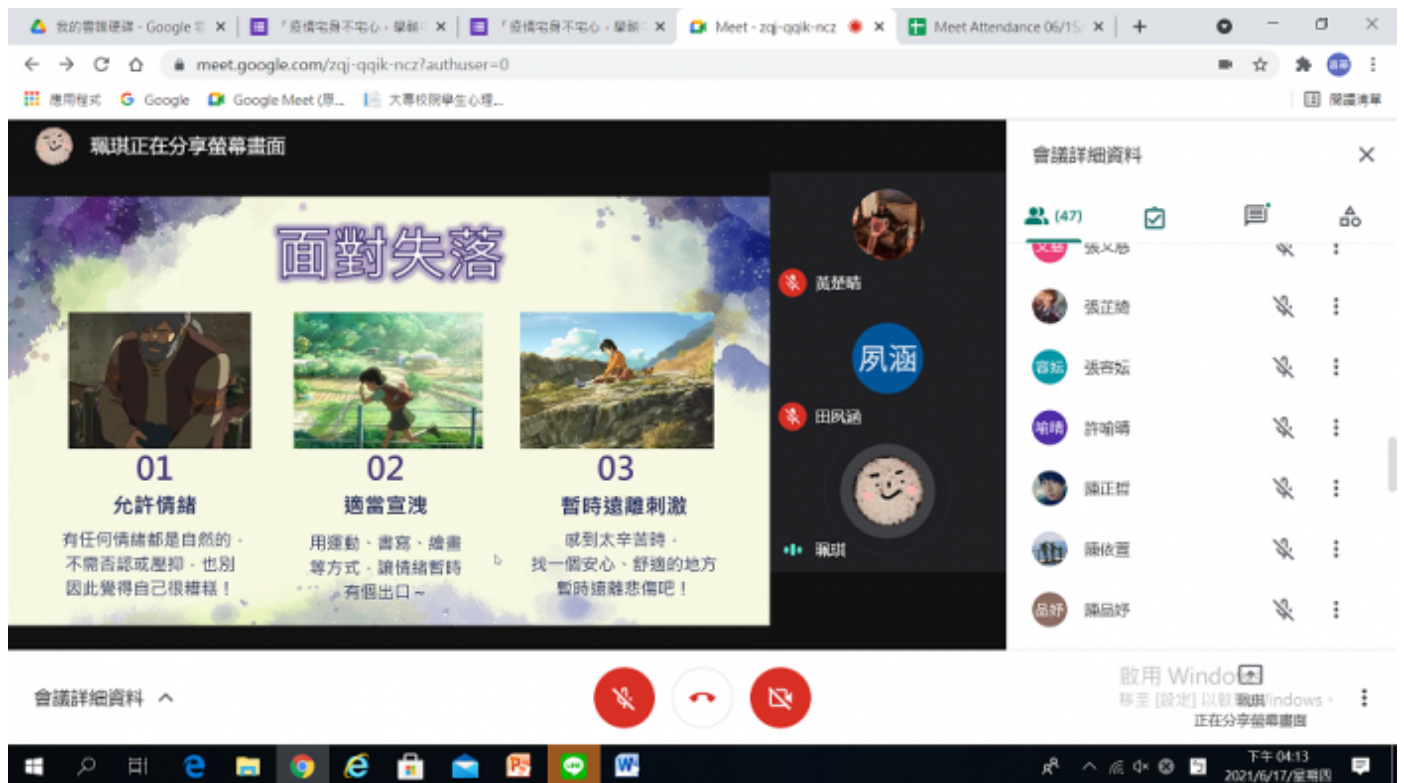 我的雲端硬碟 - Google 雲
「疫情宅身不宅心，學輔
「疫情宅身不宅心，學輔
Meet - zqj-qqik-ncz
Meet Attendance 06/15/
meet.google.com/zqj-qqik-ncz?authuser=0
應用程式
Google
Google Meet (原...
大專校院學生心理...
閱讀清單
珮琪正在分享螢幕畫面
面對失落
01
允許情緒
有任何情緒都是自然的，
不需否認或壓抑，也別
因此覺得自己很糟糕！
02
適當宣洩
用運動、書寫、繪畫
等方式，讓情緒暫時
有個出口~
03
暫時遠離刺激
感到太辛苦時，
找一個安心、舒適的地方
暫時遠離悲傷吧！
黃楚晴
夙涵
田夙涵
珮琪
會議詳細資料
(47)
張芷綺
容妘
張容妘
喻晴
許喻晴
陳正哲
陳依萱
品妤
陳品妤
會議詳細資料
啟用 Windows
移至 [設定] 以啟用 Windows。
珮琪
正在分享螢幕畫面
下午 04:13
2021/6/17/星期四